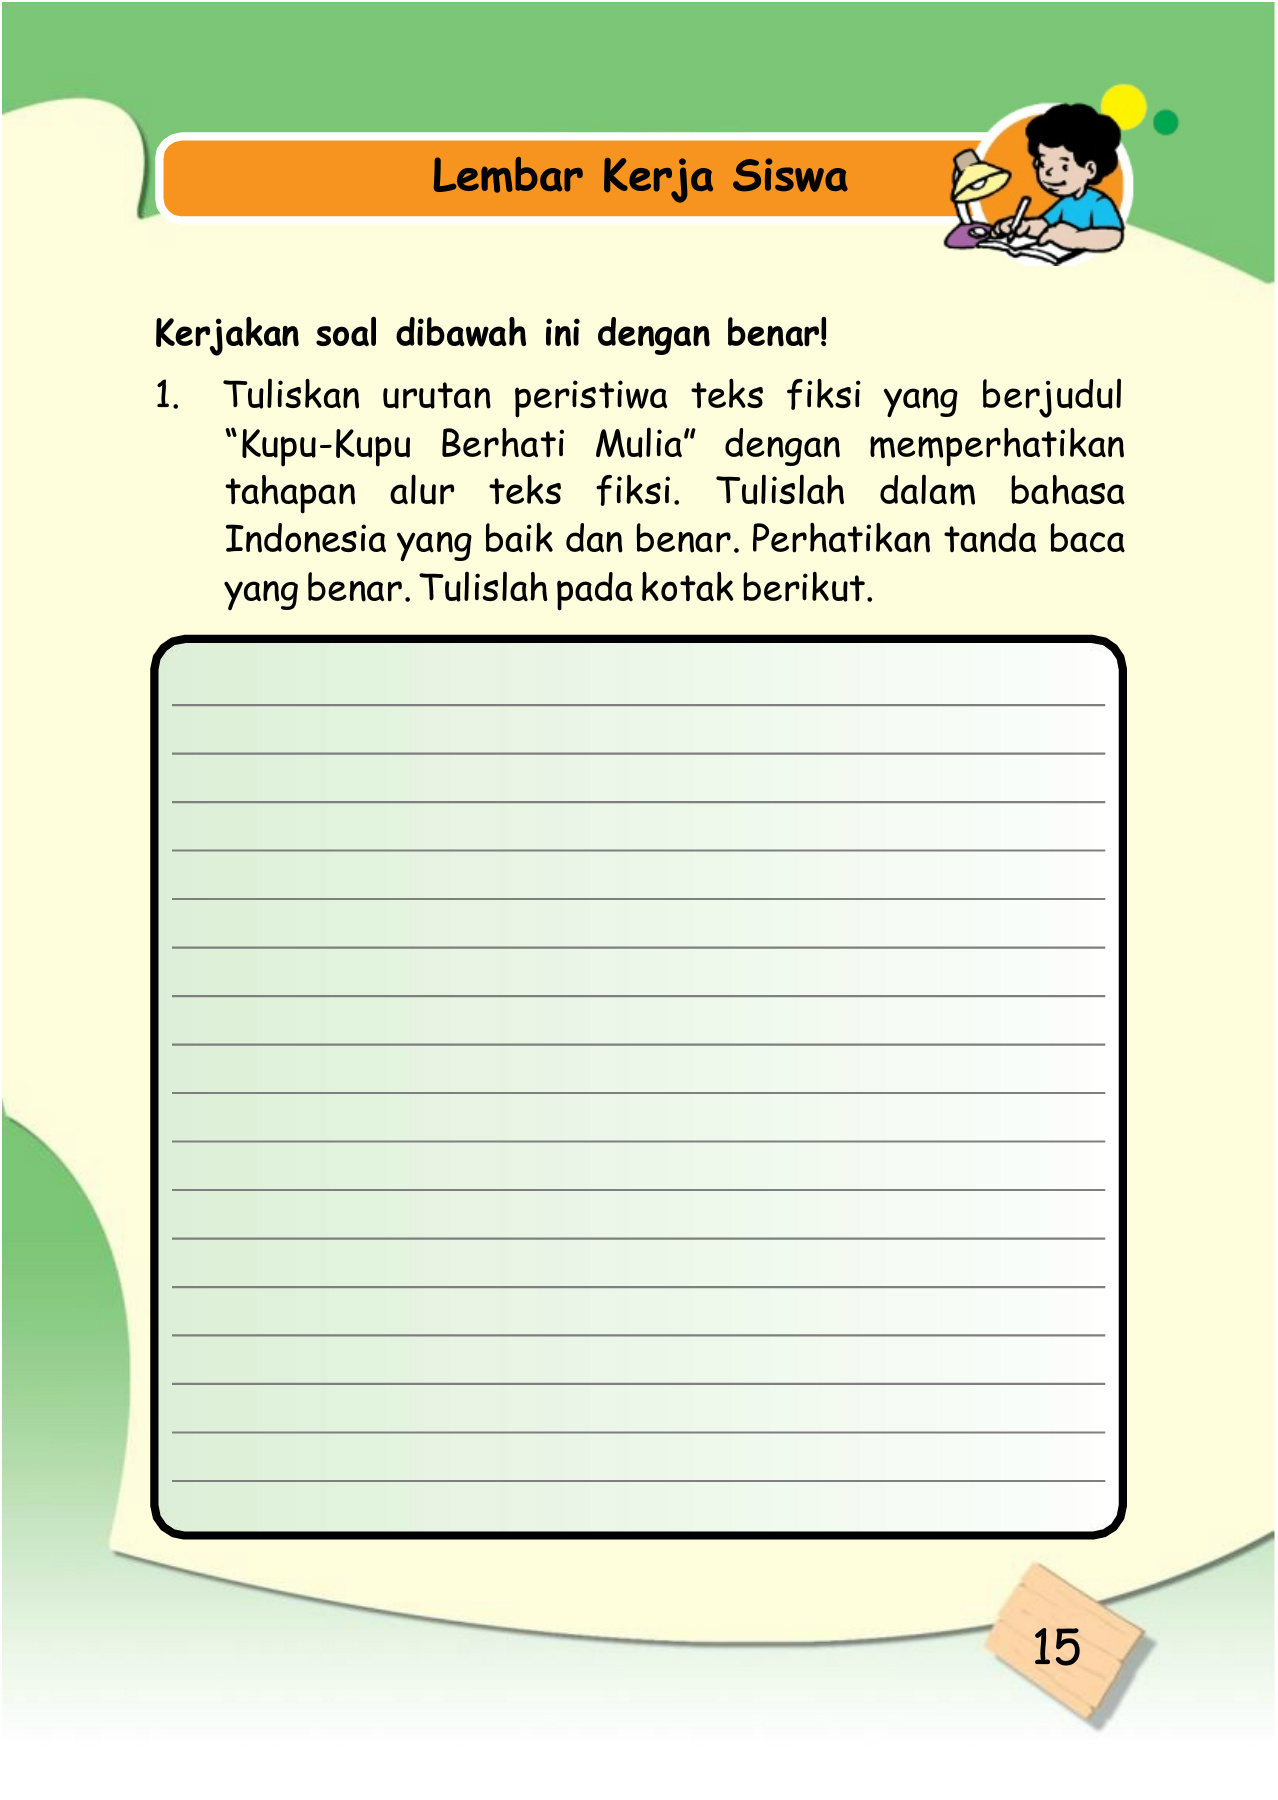 Lembar Kerja Siswa
Kerjakan soal dibawah ini dengan benar!
1. Tuliskan urutan peristiwa teks fiksi yang berjudul
“Kupu-Kupu Berhati Mulia” dengan memperhatikan
tahapan alur teks fiksi. Tulislah dalam bahasa
Indonesia yang baik dan benar. Perhatikan tanda baca
yang benar. Tulislah pada kotak berikut.
15